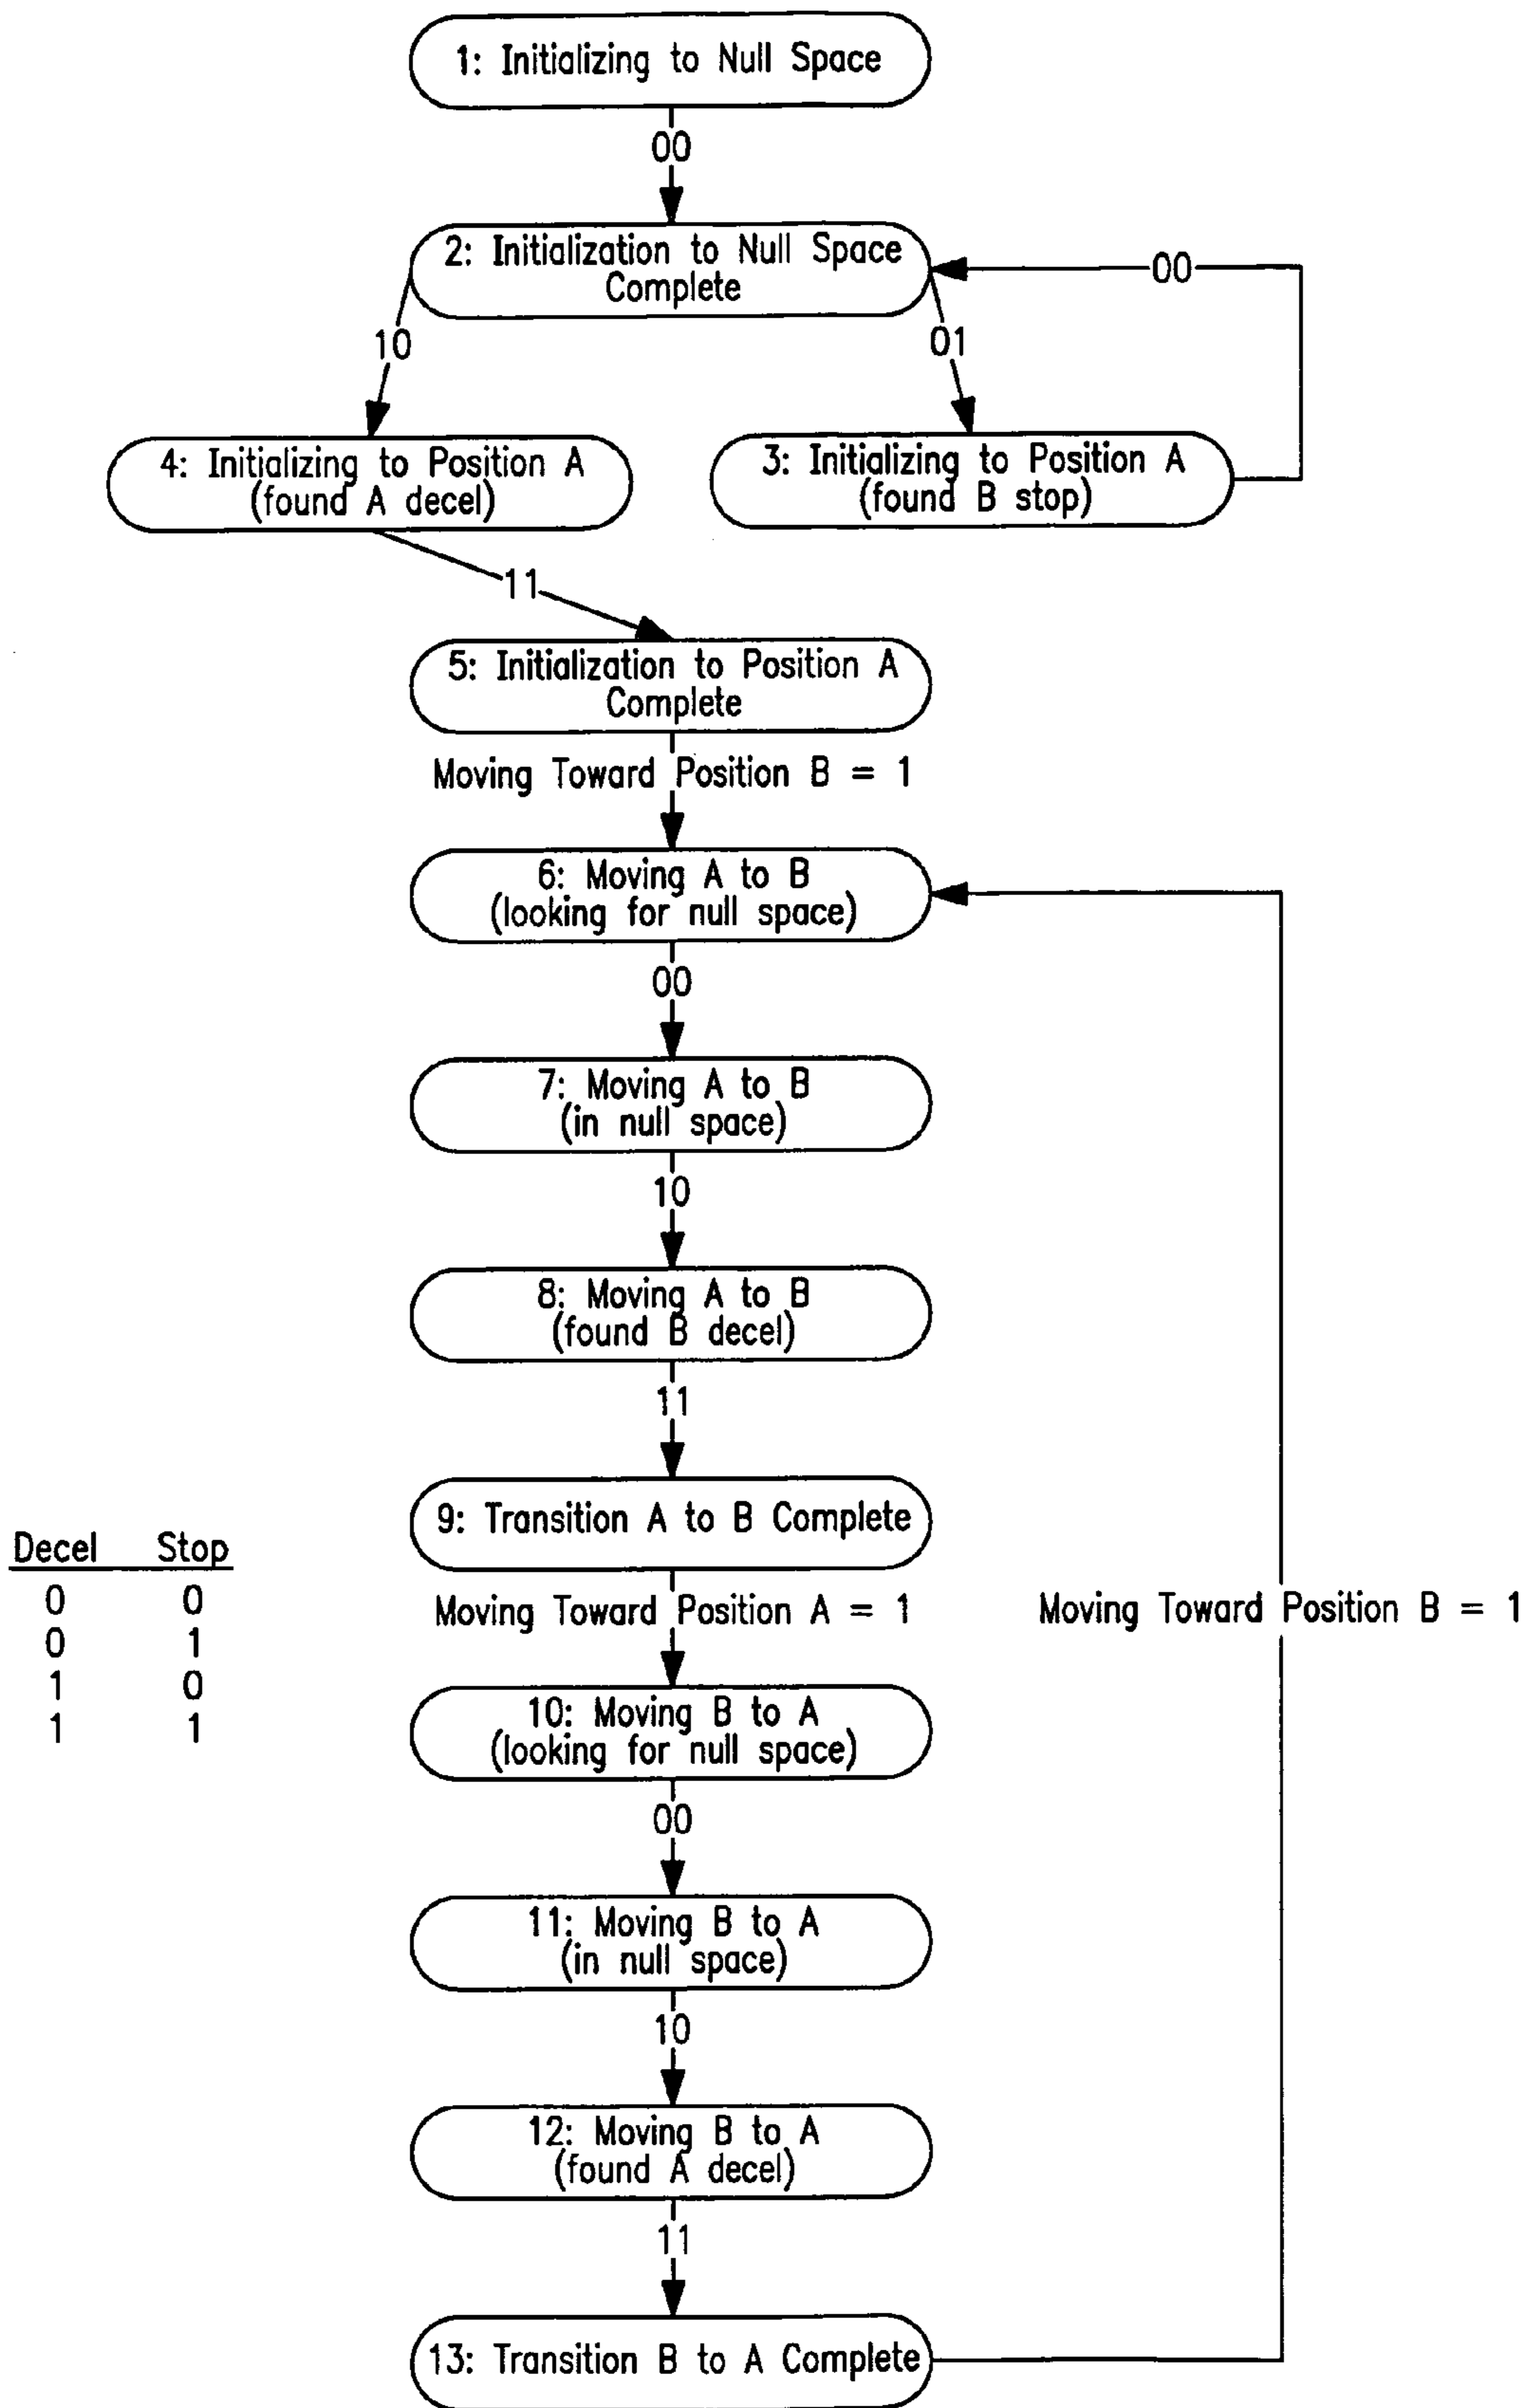 1: Initializing to Null Space
00
2: Initialization to Null Space
Complete
00
10
01
4: Initializing to Position A
(found A decel)
3: Initializing to Position A
(found B stop)
11
5: Initialization to Position A
Complete
Moving Toward Position B = 1
6: Moving A to B
(looking for null space)
00
7: Moving A to B
(in null space)
10
8: Moving A to B
(found B decel)
11
9: Transition A to B Complete
Decel Stop
0 0
0 1
1 0
1 1
Moving Toward Position A = 1
Moving Toward Position B = 1
10: Moving B to A
(looking for null space)
00
11: Moving B to A
(in null space)
10
12: Moving B to A
(found A decel)
11
13: Transition B to A Complete